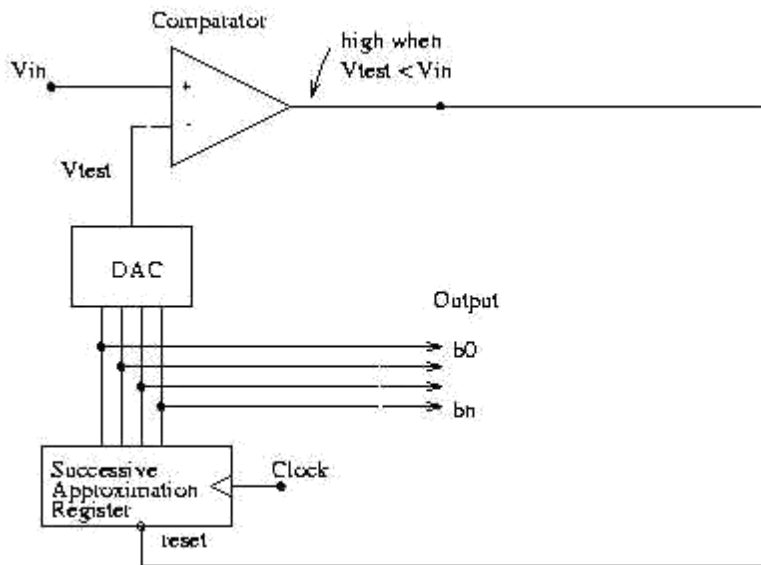 Comparator
high when
Vtest < Vin
Vin
+
-
Vtest
DAC
Output
b0
bn
Successive
Approximation
Register
Clock
reset